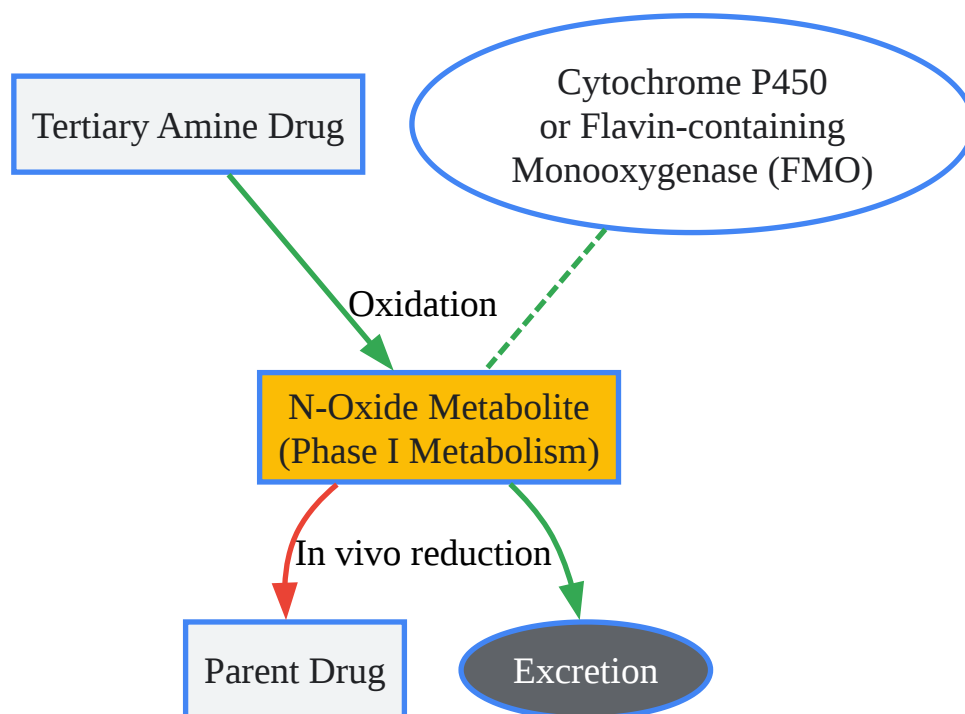 Tertiary Amine Drug
Cytochrome P450
or Flavin-containing
Monooxygenase (FMO)
Oxidation
N-Oxide Metabolite
(Phase I Metabolism)
In vivo reduction
Parent Drug
Excretion